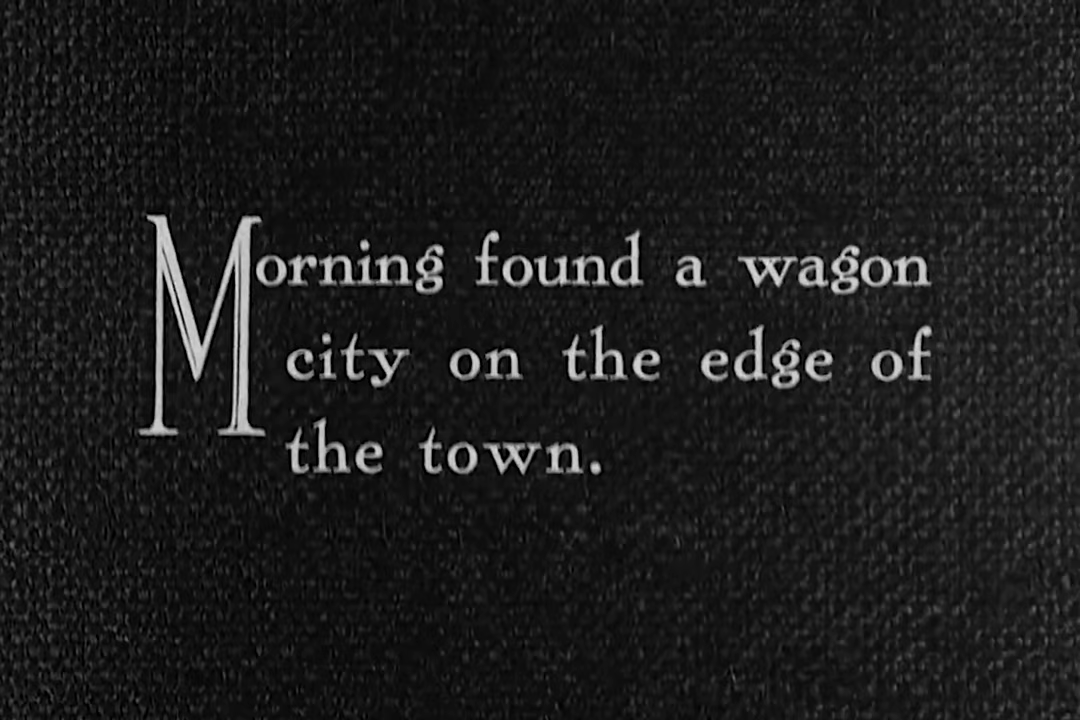 Morning found a wagon
city on the edge of
the town.